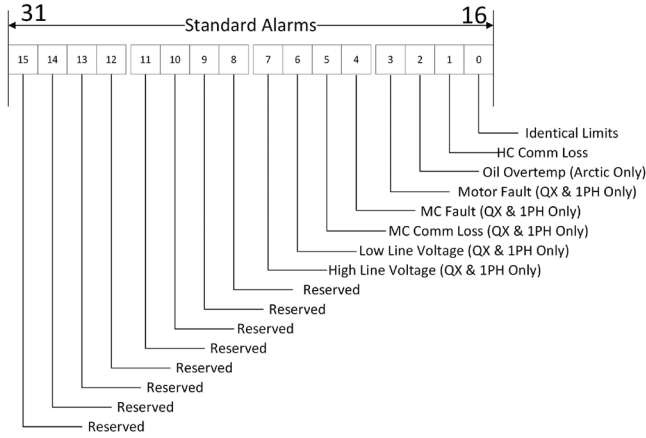 31 Standard Alarms 16
15 14 13 12 11 10 9 8 7 6 5 4 3 2 1 0
Identical Limits
HC Comm Loss
Oil Overtemp (Arctic Only)
Motor Fault (QX & 1PH Only)
MC Fault (QX & 1PH Only)
MC Comm Loss (QX & 1PH Only)
Low Line Voltage (QX & 1PH Only)
High Line Voltage (QX & 1PH Only)
Reserved
Reserved
Reserved
Reserved
Reserved
Reserved
Reserved
Reserved